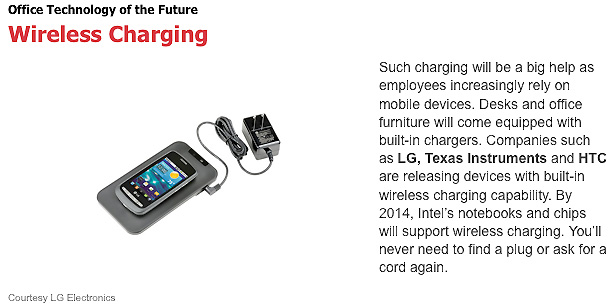 Office Technology of the Future
Wireless Charging
Such charging will be a big help as
employees increasingly rely on
mobile devices. Desks and office
furniture will come equipped with
built-in chargers. Companies such
as LG, Texas Instruments and HTC
are releasing devices with built-in
wireless charging capability. By
2014, Intel's notebooks and chips
will support wireless charging. You'll
never need to find a plug or ask for a
cord again.
Courtesy LG Electronics